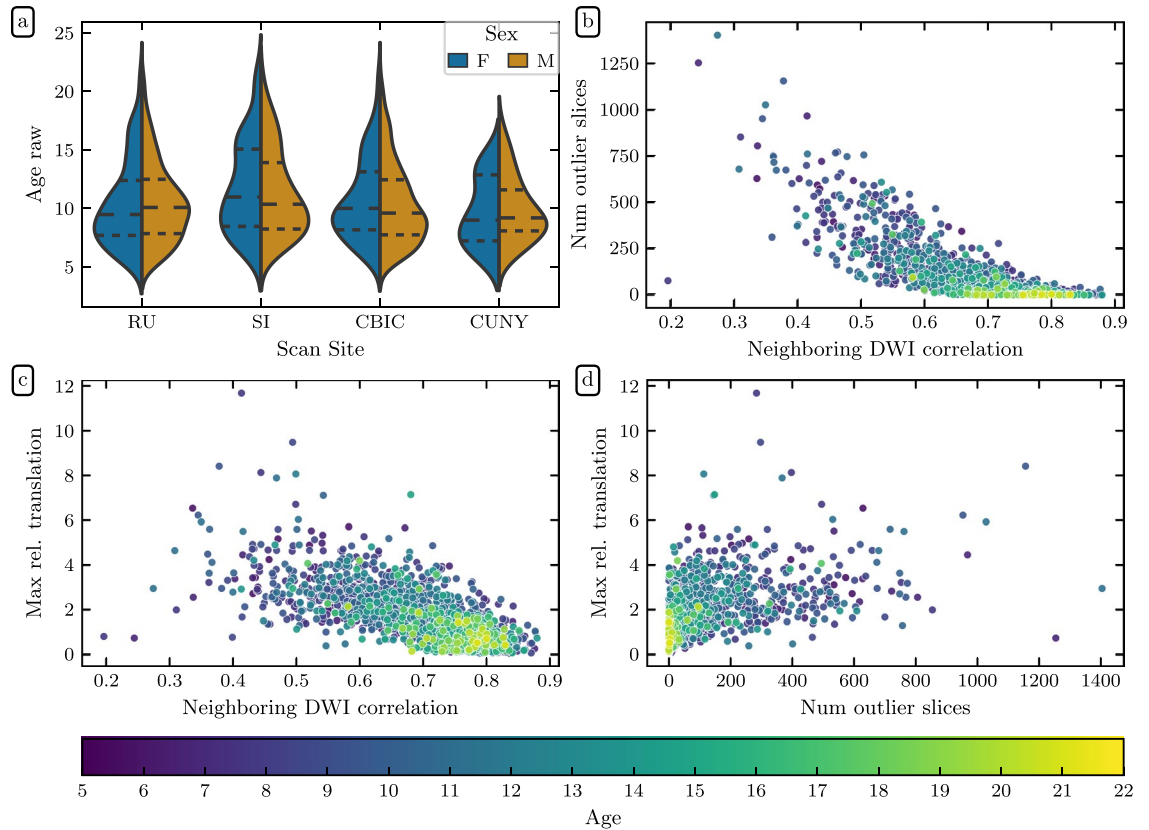 a
Age raw
25
20
15
10
5
Sex
F M
RU SI CBIC CUNY
Scan Site
b
Num outlier slices
1250
1000
750
500
250
0
0.2 0.3 0.4 0.5 0.6 0.7 0.8 0.9
Neighboring DWI correlation
c
Max rel. translation
12
10
8
6
4
2
0
0.2 0.3 0.4 0.5 0.6 0.7 0.8 0.9
Neighboring DWI correlation
d
Max rel. translation
12
10
8
6
4
2
0
0 200 400 600 800 1000 1200 1400
Num outlier slices
5 6 7 8 9 10 11 12 13 14 15 16 17 18 19 20 21 22
Age